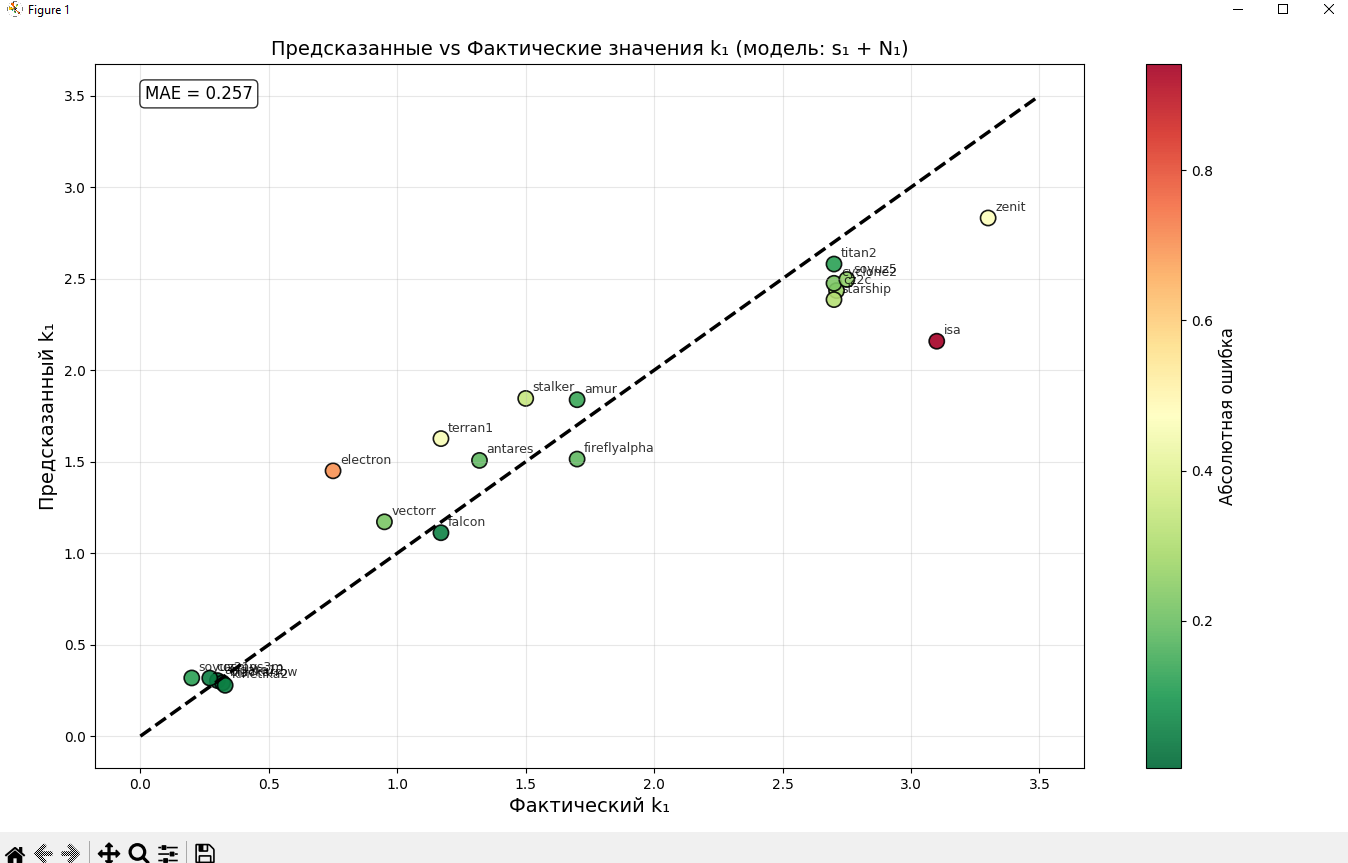 Figure 1
Предсказанные vs Фактические значения k₁ (модель: s₁ + N₁)
MAE = 0.257
3.5
3.0
2.5
2.0
1.5
1.0
0.5
0.0
Предсказанный k₁
zenit
titan2
soyuz5
cyclone2
cz2c
starship
isa
stalker
amur
terran1
antares
fireflyalpha
electron
vectorr
falcon
kinetika2
0.0
0.5
1.0
1.5
2.0
2.5
3.0
3.5
Фактический k₁
0.8
0.6
0.4
0.2
Абсолютная ошибка